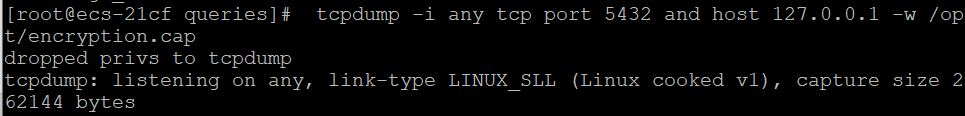 [root@ecs-21cf queries]#  tcpdump -i any tcp port 5432 and host 127.0.0.1 -w /op
t/encryption.cap
dropped privs to tcpdump
tcpdump: listening on any, link-type LINUX_SLL (Linux cooked v1), capture size 2
62144 bytes